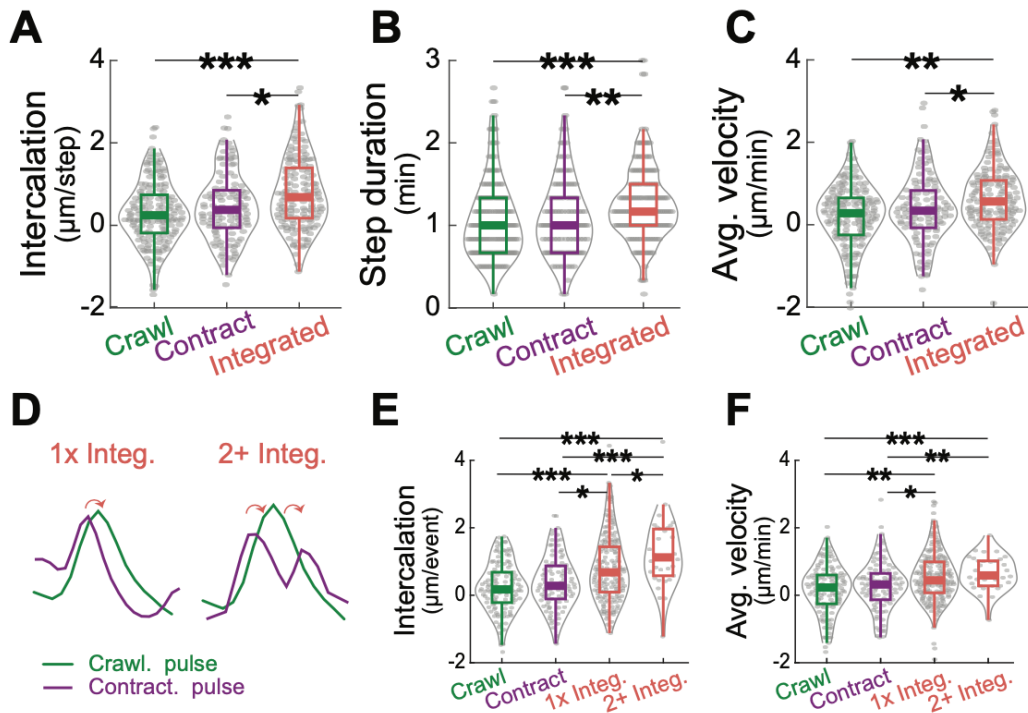 A
Intercalation
(µm/step)
4
2
0
-2
***
*
Crawl
Contract
Integrated
B
Step duration
(min)
3
2
1
0
***
**
Crawl
Contract
Integrated
C
Avg. velocity
(µm/min)
4
2
0
-2
**
*
Crawl
Contract
Integrated
D
1x Integ.
2+ Integ.
Crawl. pulse
Contract. pulse
E
Intercalation
(µm/event)
4
2
0
-2
***
***
***
*
*
Crawl
Contract
1x Integ.
2+ Integ.
F
Avg. velocity
(µm/min)
4
2
0
-2
***
**
**
*
Crawl
Contract
1x Integ.
2+ Integ.